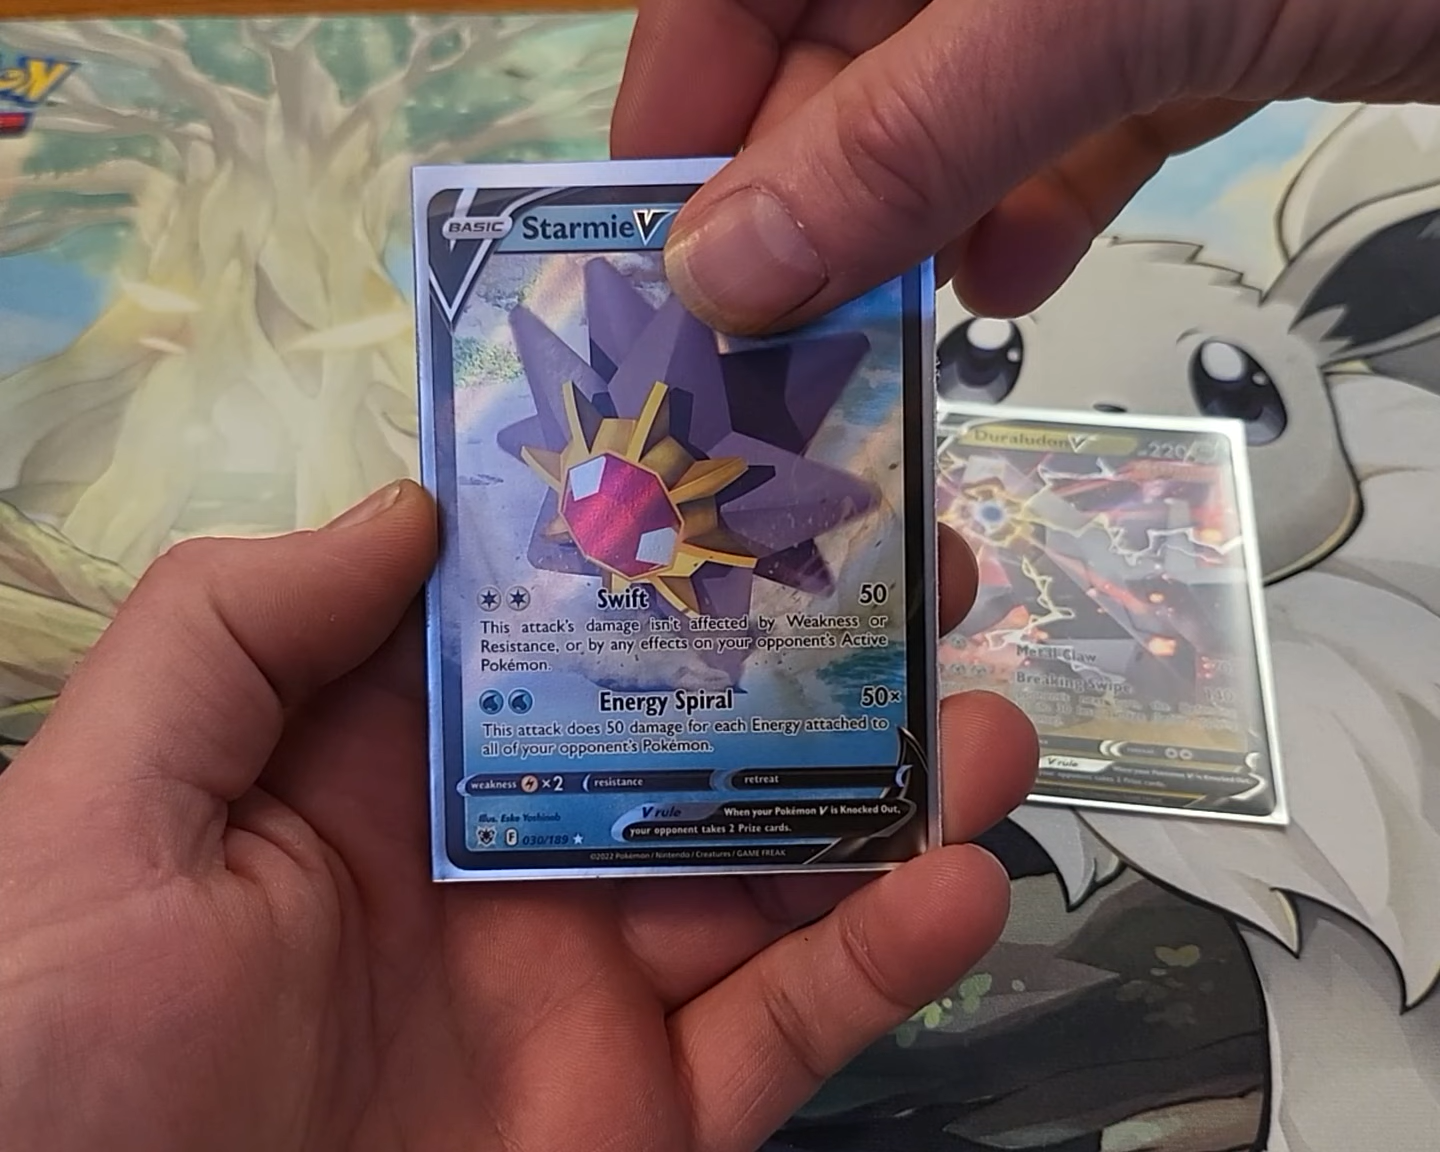 BASIC
Starmie V
Swift 50
This attack's damage isn't affected by Weakness or
Resistance, or by any effects on your opponent's Active
Pokémon.
Energy Spiral 50×
This attack does 50 damage for each Energy attached to
all of your opponent's Pokémon.
weakness ×2 resistance retreat
V rule When your Pokémon V is Knocked Out,
your opponent takes 2 Prize cards.
Illus. Eske Yoshinob
F 030/189
©2022 Pokémon / Nintendo / Creatures / GAME FREAK
Duraludon V 220
Metal Claw
Breaking Swipe
V rule